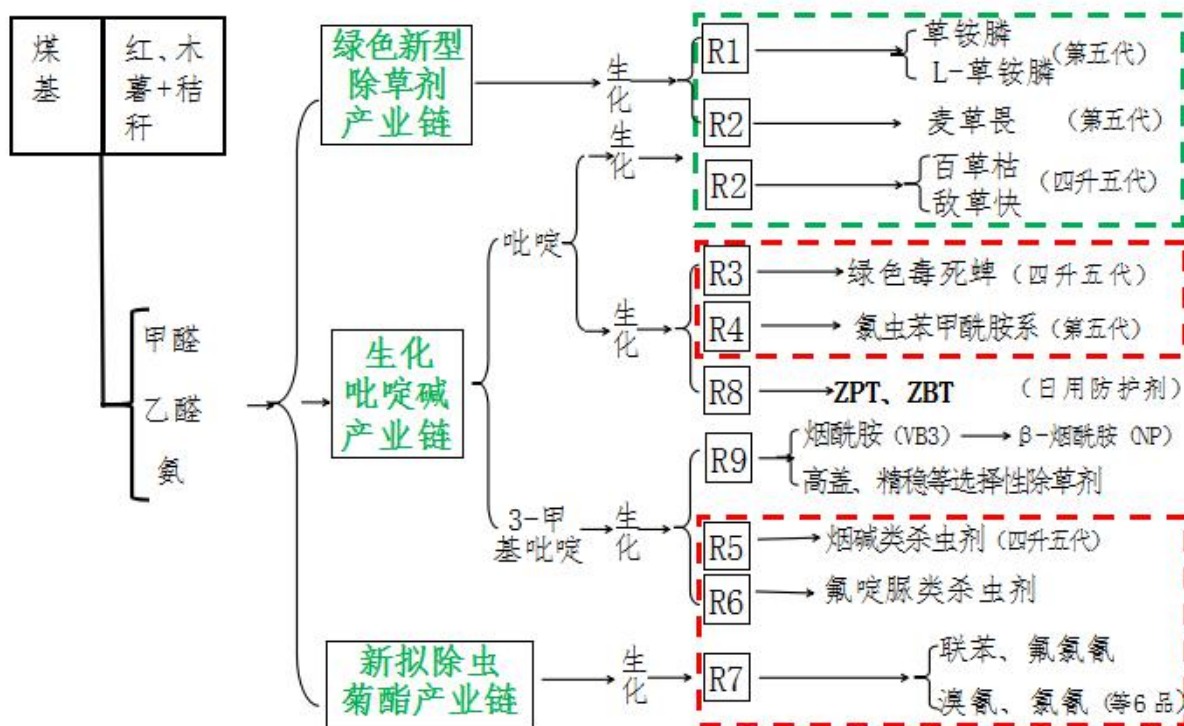 煤基
红、木薯+秸秆
甲醛
乙醛
氨
绿色新型
除草剂
产业链
生化
R1
草铵膦
L-草铵膦
(第五代)
R2
麦草畏
(第五代)
吡啶
生化
R2
百草枯
敌草快
(四升五代)
生化
吡啶碱
产业链
生化
R3
绿色毒死蜱
(四升五代)
R4
氯虫苯甲酰胺系
(第五代)
R8
ZPT、ZBT
(日用防护剂)
3-甲
基吡啶
生化
R9
烟酰胺(VB3)
β-烟酰胺(NP)
高盖、精稳等选择性除草剂
R5
烟碱类杀虫剂(四升五代)
R6
氟啶脲类杀虫剂
新拟除虫
菊酯产业链
生化
R7
联苯、氟氯氰
溴氰、氯氰(等6品)